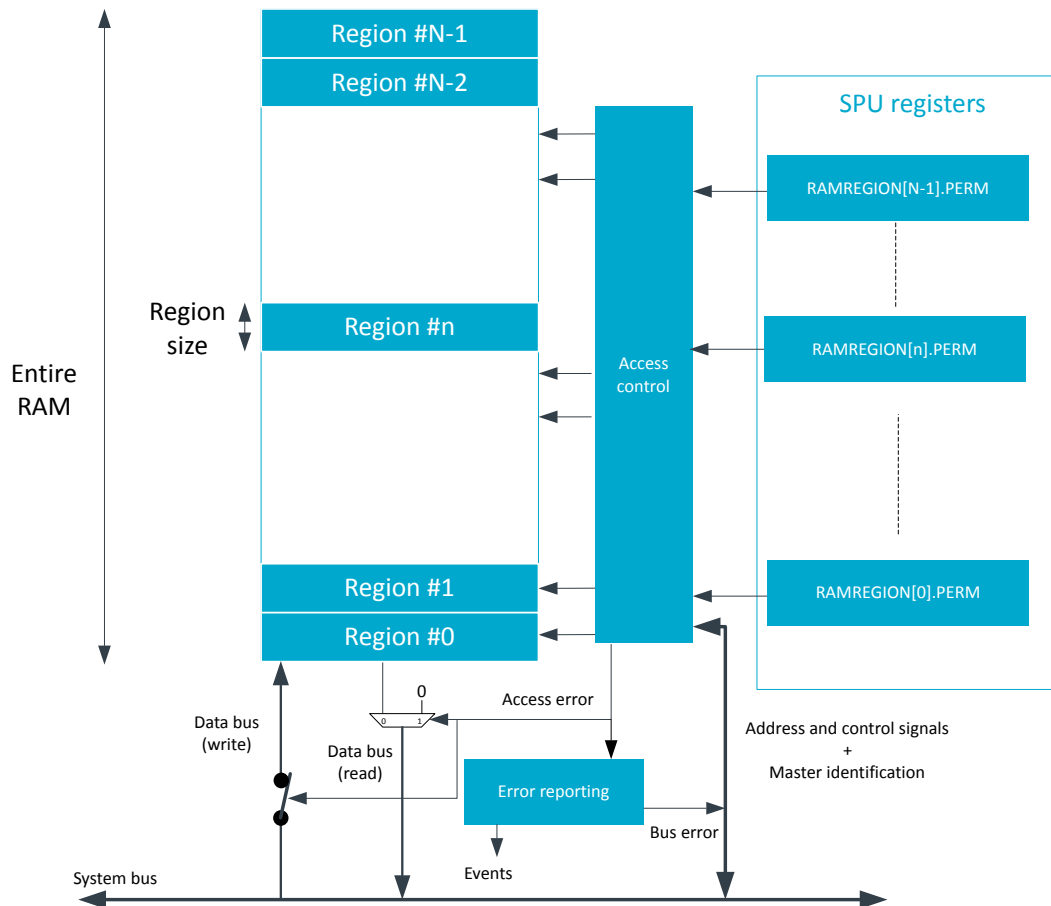 Region #N-1
Region #N-2
SPU registers
RAMREGION[N-1].PERM
Region
size
Region #n
RAMREGION[n].PERM
Access
control
Entire
RAM
Region #1
RAMREGION[0].PERM
Region #0
0
Access error
0 1
Data bus
(write)
Data bus
(read)
Address and control signals
+
Master identification
Error reporting
Bus error
Events
System bus